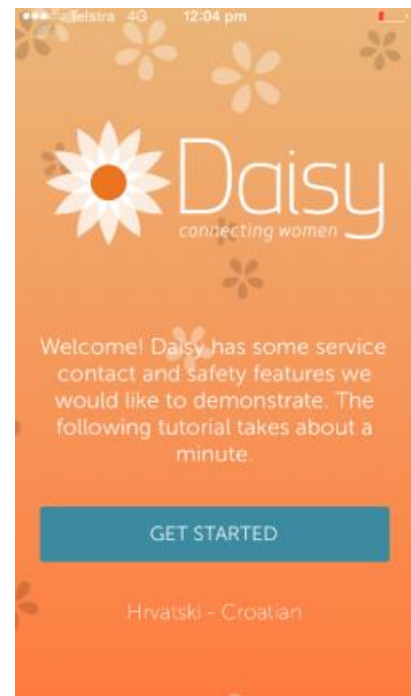 Telstra 4G 12:04 pm
Daisy
connecting women
Welcome! Daisy has some service
contact and safety features we
would like to demonstrate. The
following tutorial takes about a
minute.
GET STARTED
Hrvatski - Croatian